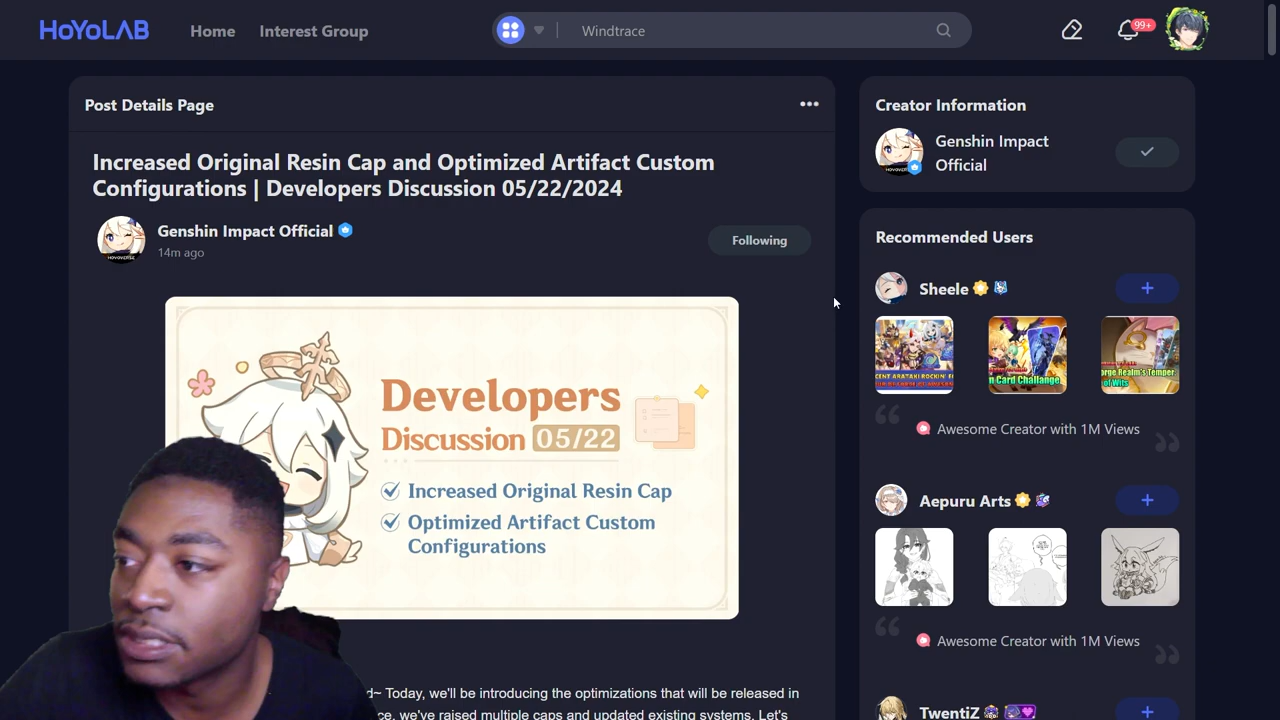 HoYoLAB
Home
Interest Group
Windtrace
99+
Post Details Page
Increased Original Resin Cap and Optimized Artifact Custom
Configurations | Developers Discussion 05/22/2024
Genshin Impact Official
14m ago
Following
Developers
Discussion 05/22
Increased Original Resin Cap
Optimized Artifact Custom
Configurations
d~ Today, we'll be introducing the optimizations that will be released in
ce, we've raised multiple caps and updated existing systems. Let's
Creator Information
Genshin Impact
Official
Recommended Users
Sheele
Awesome Creator with 1M Views
Aepuru Arts
Awesome Creator with 1M Views
TwentiZ